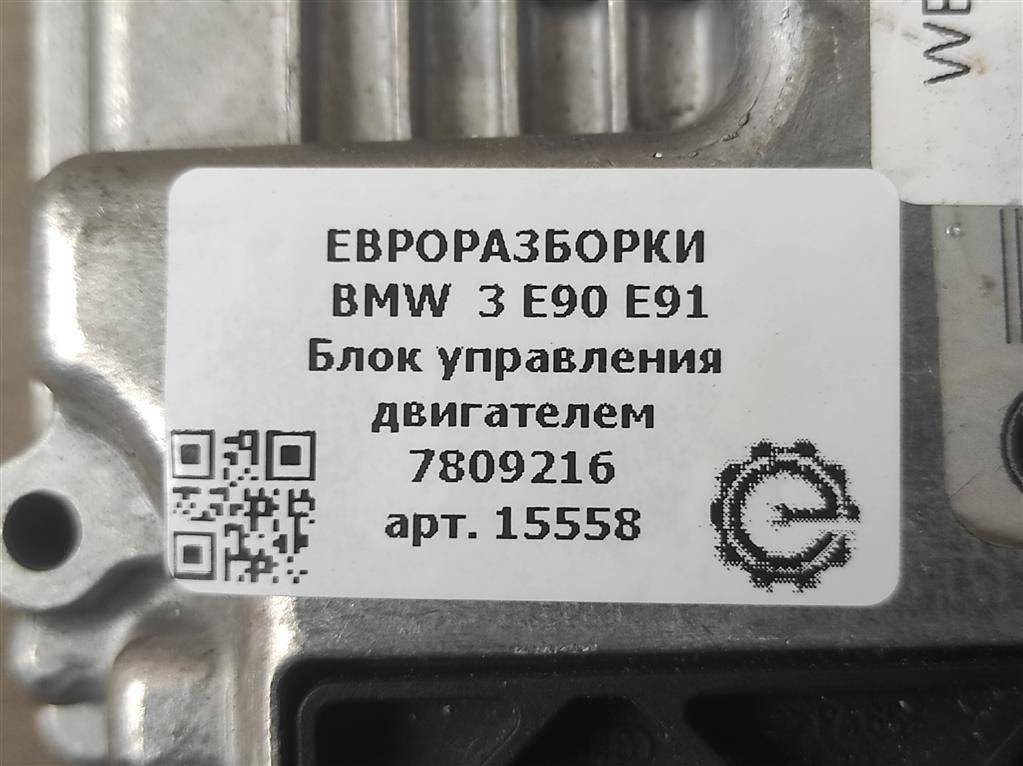 ЕВРОРАЗБОРКИ
BMW 3 E90 E91
Блок управления
двигателем
7809216
арт. 15558